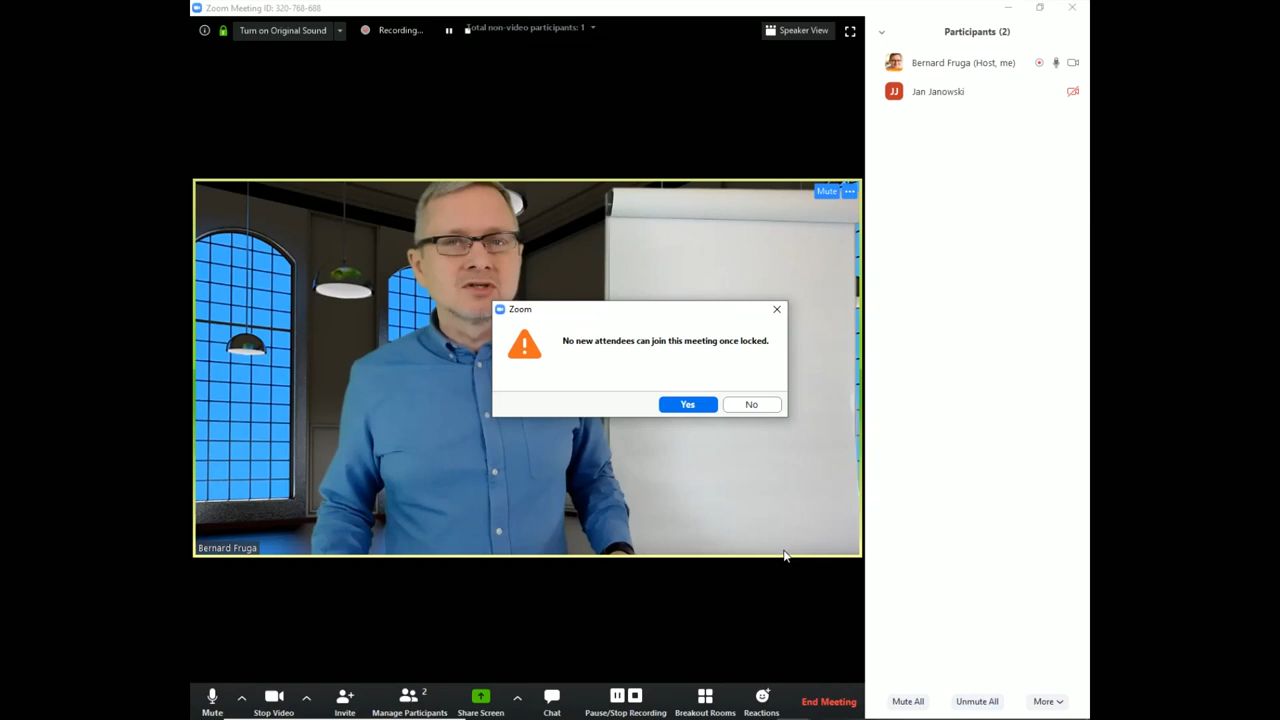 Zoom Meeting ID: 320-768-688
Turn on Original Sound
Recording...
Total non-video participants: 1
Speaker View
Participants (2)
Bernard Fruga (Host, me)
JJ Jan Janowski
Mute
Zoom
No new attendees can join this meeting once locked.
Yes No
Bernard Fruga
Mute Stop Video Invite Manage Participants 2 Share Screen Chat Pause/Stop Recording Breakout Rooms Reactions End Meeting
Mute All Unmute All More